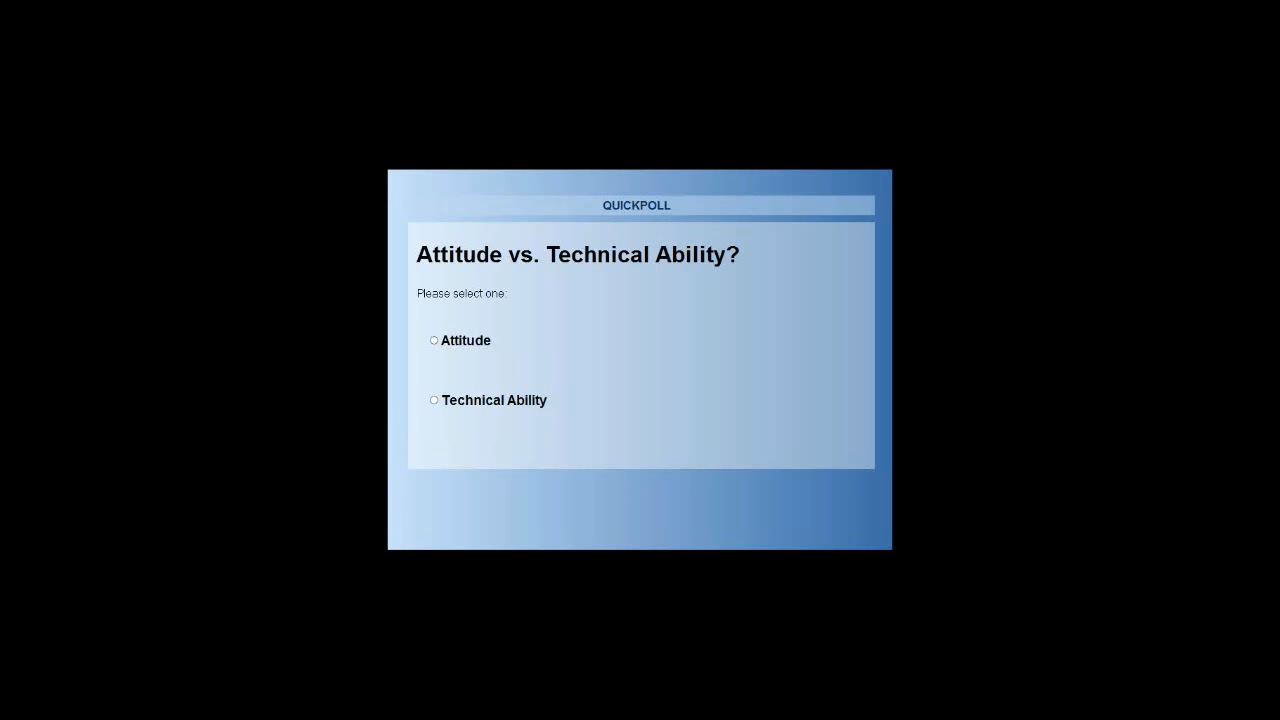 QUICKPOLL
Attitude vs. Technical Ability?
Please select one:
Attitude
Technical Ability